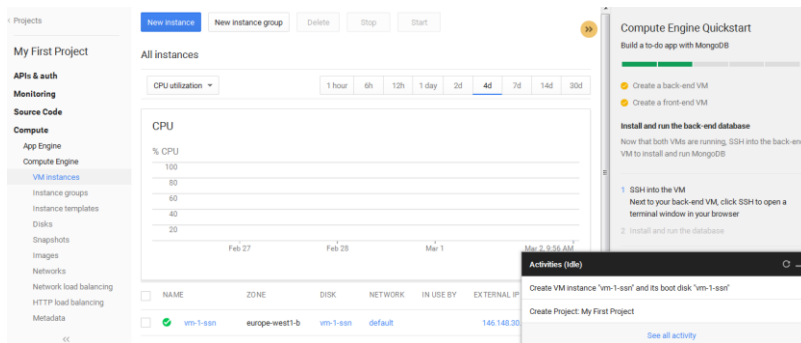 Projects
My First Project
APIs & auth
Monitoring
Source Code
Compute
App Engine
Compute Engine
VM instances
Instance groups
Instance templates
Disks
Snapshots
Images
Networks
Network load balancing
HTTP load balancing
Metadata
New instance New instance group Delete Stop Start
All instances
CPU utilization 1 hour 6h 12h 1 day 2d 4d 7d 14d 30d
CPU
% CPU
100
80
60
40
20
Feb 27 Feb 28 Mar 1 Mar 2, 9:56 AM
NAME ZONE DISK NETWORK IN USE BY EXTERNAL IP
vm-1-ssn europe-west1-b vm-1-ssn default 146.148.30.
Compute Engine Quickstart
Build a to-do app with MongoDB
Create a back-end VM
Create a front-end VM
Install and run the back-end database
Now that both VMs are running, SSH into the back-end
VM to install and run MongoDB
1 SSH into the VM
Next to your back-end VM, click SSH to open a
terminal window in your browser
2 Install and run the database
Activities (Idle)
Create VM instance "vm-1-ssn" and its boot disk "vm-1-ssn"
Create Project: My First Project
See all activity